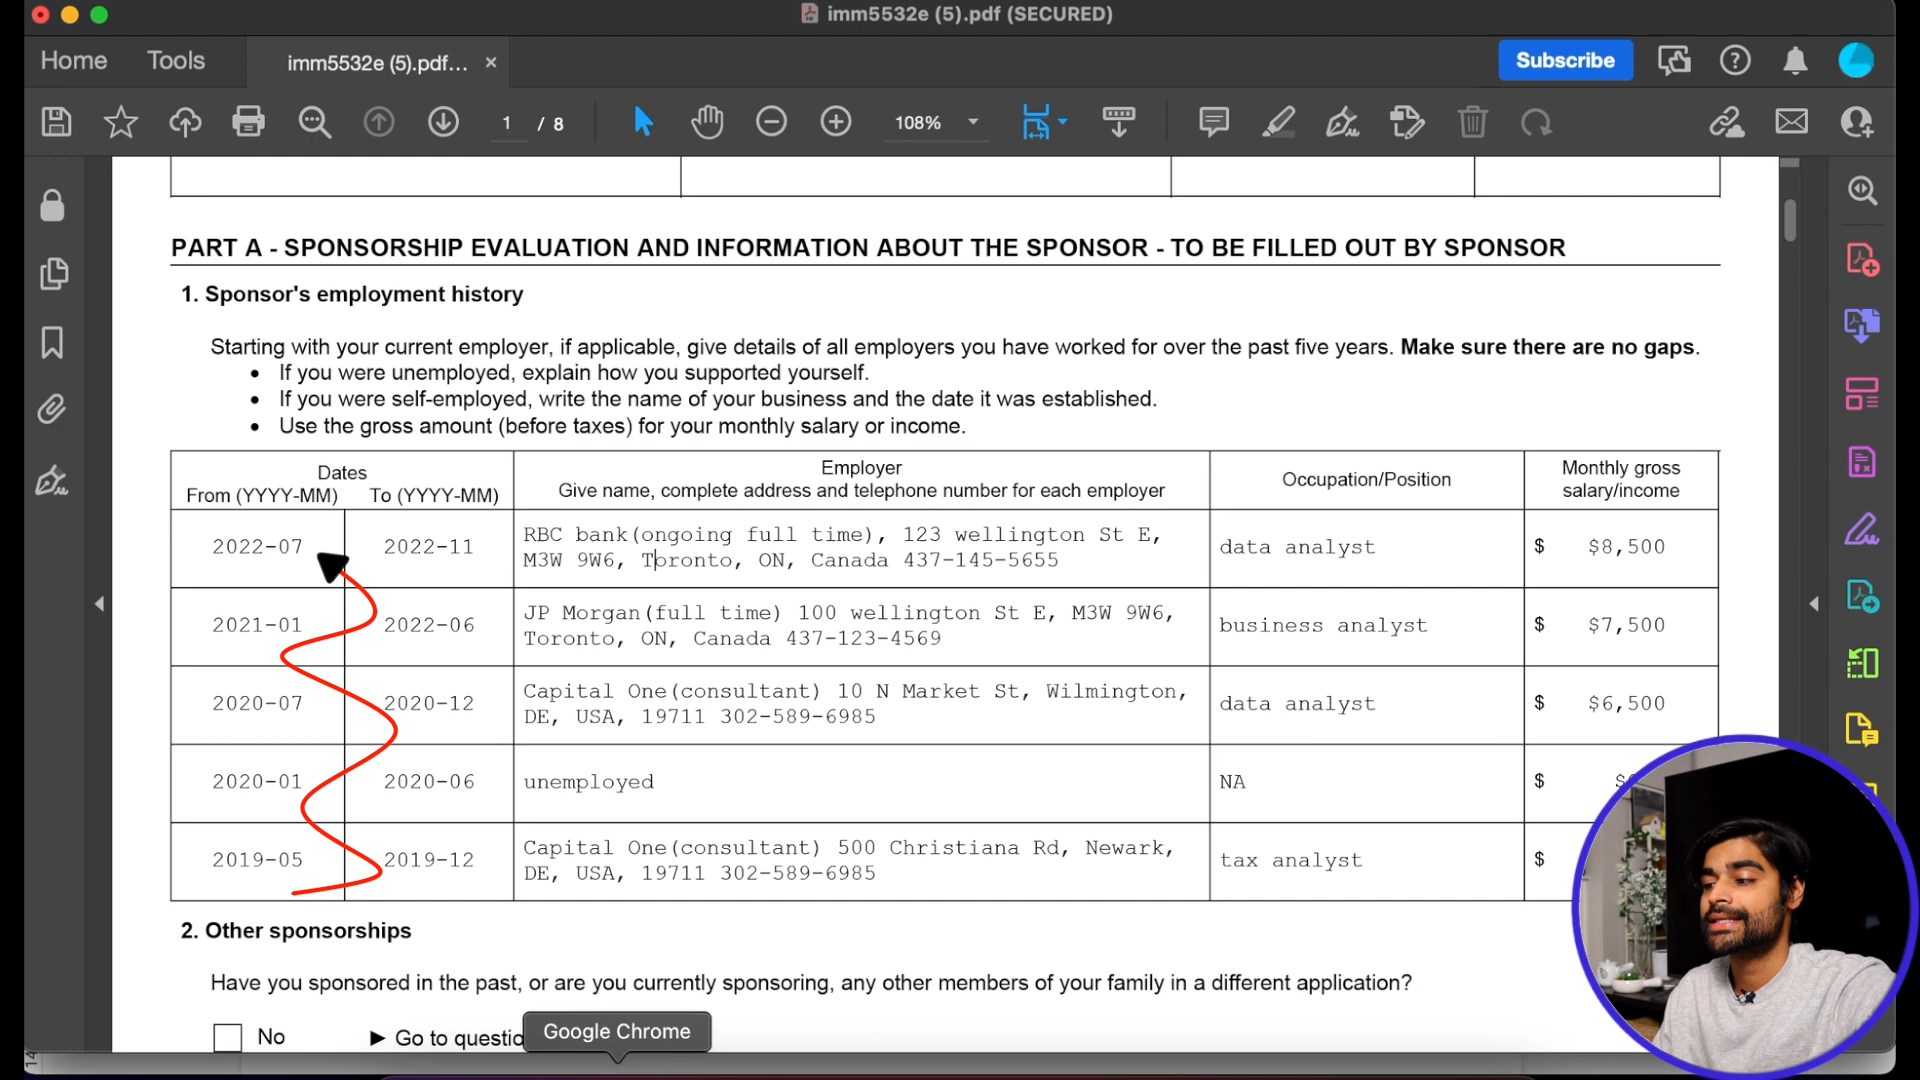 imm5532e (5).pdf (SECURED)
Home Tools imm5532e (5).pdf... × Subscribe
1 / 8 108%
PART A - SPONSORSHIP EVALUATION AND INFORMATION ABOUT THE SPONSOR - TO BE FILLED OUT BY SPONSOR
1. Sponsor's employment history
Starting with your current employer, if applicable, give details of all employers you have worked for over the past five years. Make sure there are no gaps.
• If you were unemployed, explain how you supported yourself.
• If you were self-employed, write the name of your business and the date it was established.
• Use the gross amount (before taxes) for your monthly salary or income.
Dates
From (YYYY-MM) To (YYYY-MM)
Employer
Give name, complete address and telephone number for each employer
Occupation/Position
Monthly gross
salary/income
2022-07 2022-11
RBC bank(ongoing full time), 123 wellington St E,
M3W 9W6, Toronto, ON, Canada 437-145-5655
data analyst $ $8,500
2021-01 2022-06
JP Morgan(full time) 100 wellington St E, M3W 9W6,
Toronto, ON, Canada 437-123-4569
business analyst $ $7,500
2020-07 2020-12
Capital One(consultant) 10 N Market St, Wilmington,
DE, USA, 19711 302-589-6985
data analyst $ $6,500
2020-01 2020-06 unemployed NA $
2019-05 2019-12
Capital One(consultant) 500 Christiana Rd, Newark,
DE, USA, 19711 302-589-6985
tax analyst $
2. Other sponsorships
Have you sponsored in the past, or are you currently sponsoring, any other members of your family in a different application?
No ► Go to questio
Google Chrome